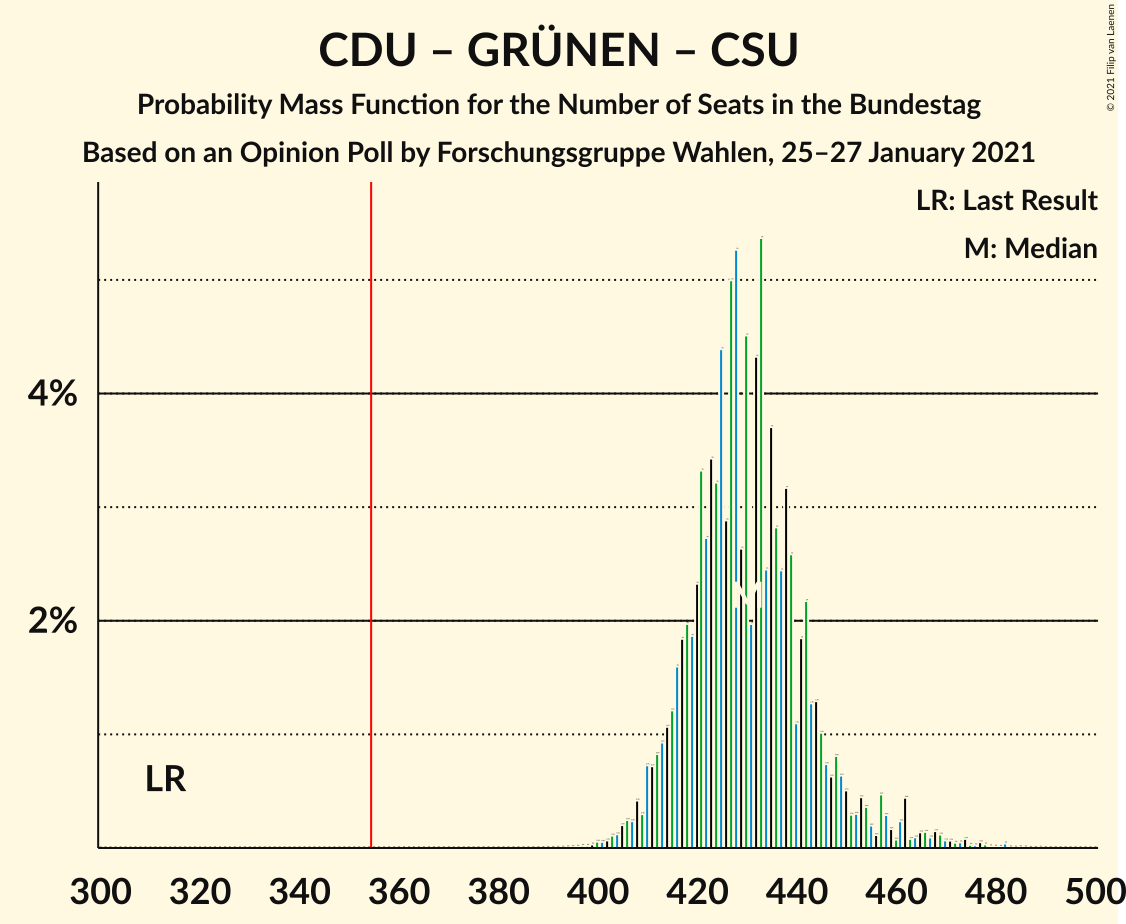 CDU – GRÜNEN – CSU
Probability Mass Function for the Number of Seats in the Bundestag
Based on an Opinion Poll by Forschungsgruppe Wahlen, 25–27 January 2021
© 2021 Filip van Laenen
LR: Last Result
M: Median
4%
2%
LR
M
300 320 340 360 380 400 420 440 460 480 500